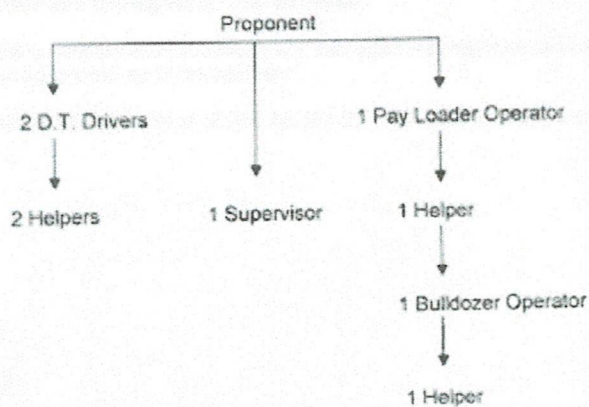 Proponent
2 D.T. Drivers
1 Pay Loader Operator
2 Helpers
1 Supervisor
1 Helper
1 Bulldozer Operator
1 Helper